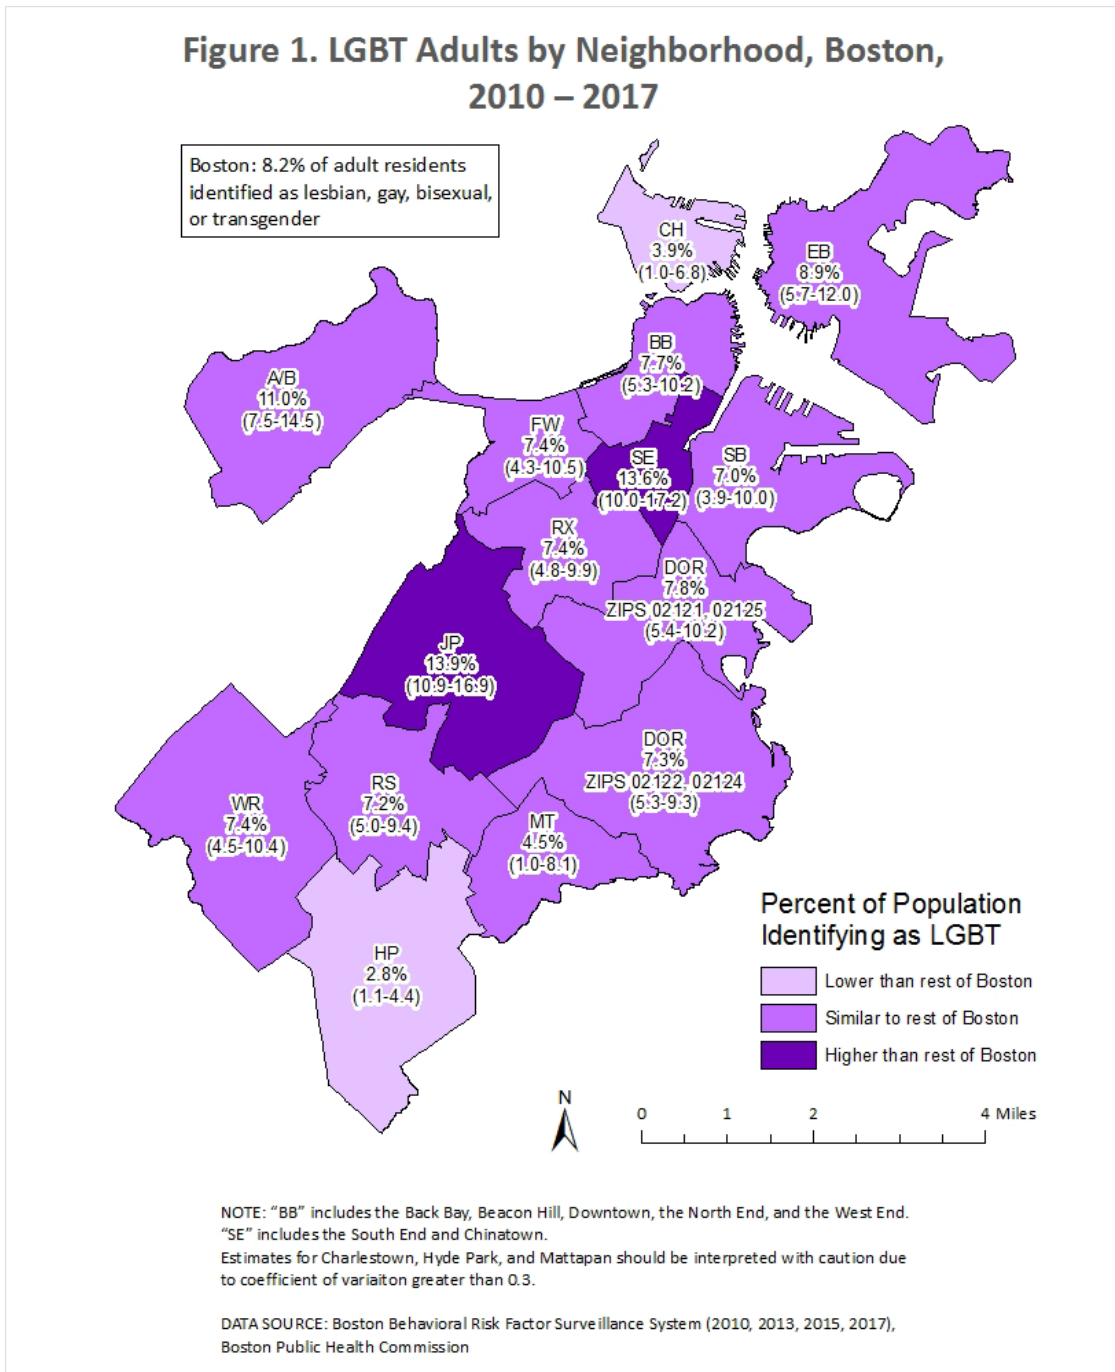 Figure 1. LGBT Adults by Neighborhood, Boston,
2010 – 2017
Boston: 8.2% of adult residents
identified as lesbian, gay, bisexual,
or transgender
CH
3.9%
(1.0-6.8)
EB
8.9%
(5.7-12.0)
BB
7.7%
(5.3-10.2)
A/B
11.0%
(7.5-14.5)
FW
7.4%
(4.3-10.5)
SE
13.6%
(10.0-17.2)
SB
7.0%
(3.9-10.0)
RX
7.4%
(4.8-9.9)
DOR
7.8%
ZIPS 02121, 02125
(5.4-10.2)
JP
13.9%
(10.9-16.9)
DOR
7.3%
ZIPS 02122, 02124
(5.3-9.3)
RS
7.2%
(5.0-9.4)
WR
7.4%
(4.5-10.4)
MT
4.5%
(1.0-8.1)
HP
2.8%
(1.1-4.4)
Percent of Population
Identifying as LGBT
Lower than rest of Boston
Similar to rest of Boston
Higher than rest of Boston
N
0 1 2 4 Miles
NOTE: “BB” includes the Back Bay, Beacon Hill, Downtown, the North End, and the West End.
“SE” includes the South End and Chinatown.
Estimates for Charlestown, Hyde Park, and Mattapan should be interpreted with caution due
to coefficient of variaiton greater than 0.3.
DATA SOURCE: Boston Behavioral Risk Factor Surveillance System (2010, 2013, 2015, 2017),
Boston Public Health Commission